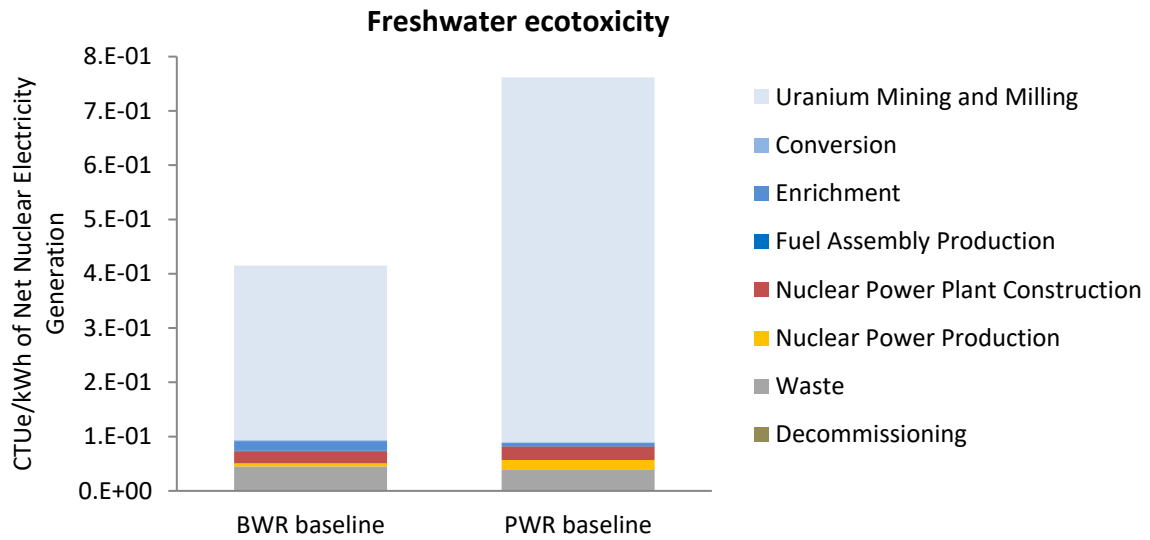 Freshwater ecotoxicity
CTUe/kWh of Net Nuclear Electricity
Generation
8.E-01
7.E-01
6.E-01
5.E-01
4.E-01
3.E-01
2.E-01
1.E-01
0.E+00
BWR baseline
PWR baseline
Uranium Mining and Milling
Conversion
Enrichment
Fuel Assembly Production
Nuclear Power Plant Construction
Nuclear Power Production
Waste
Decommissioning